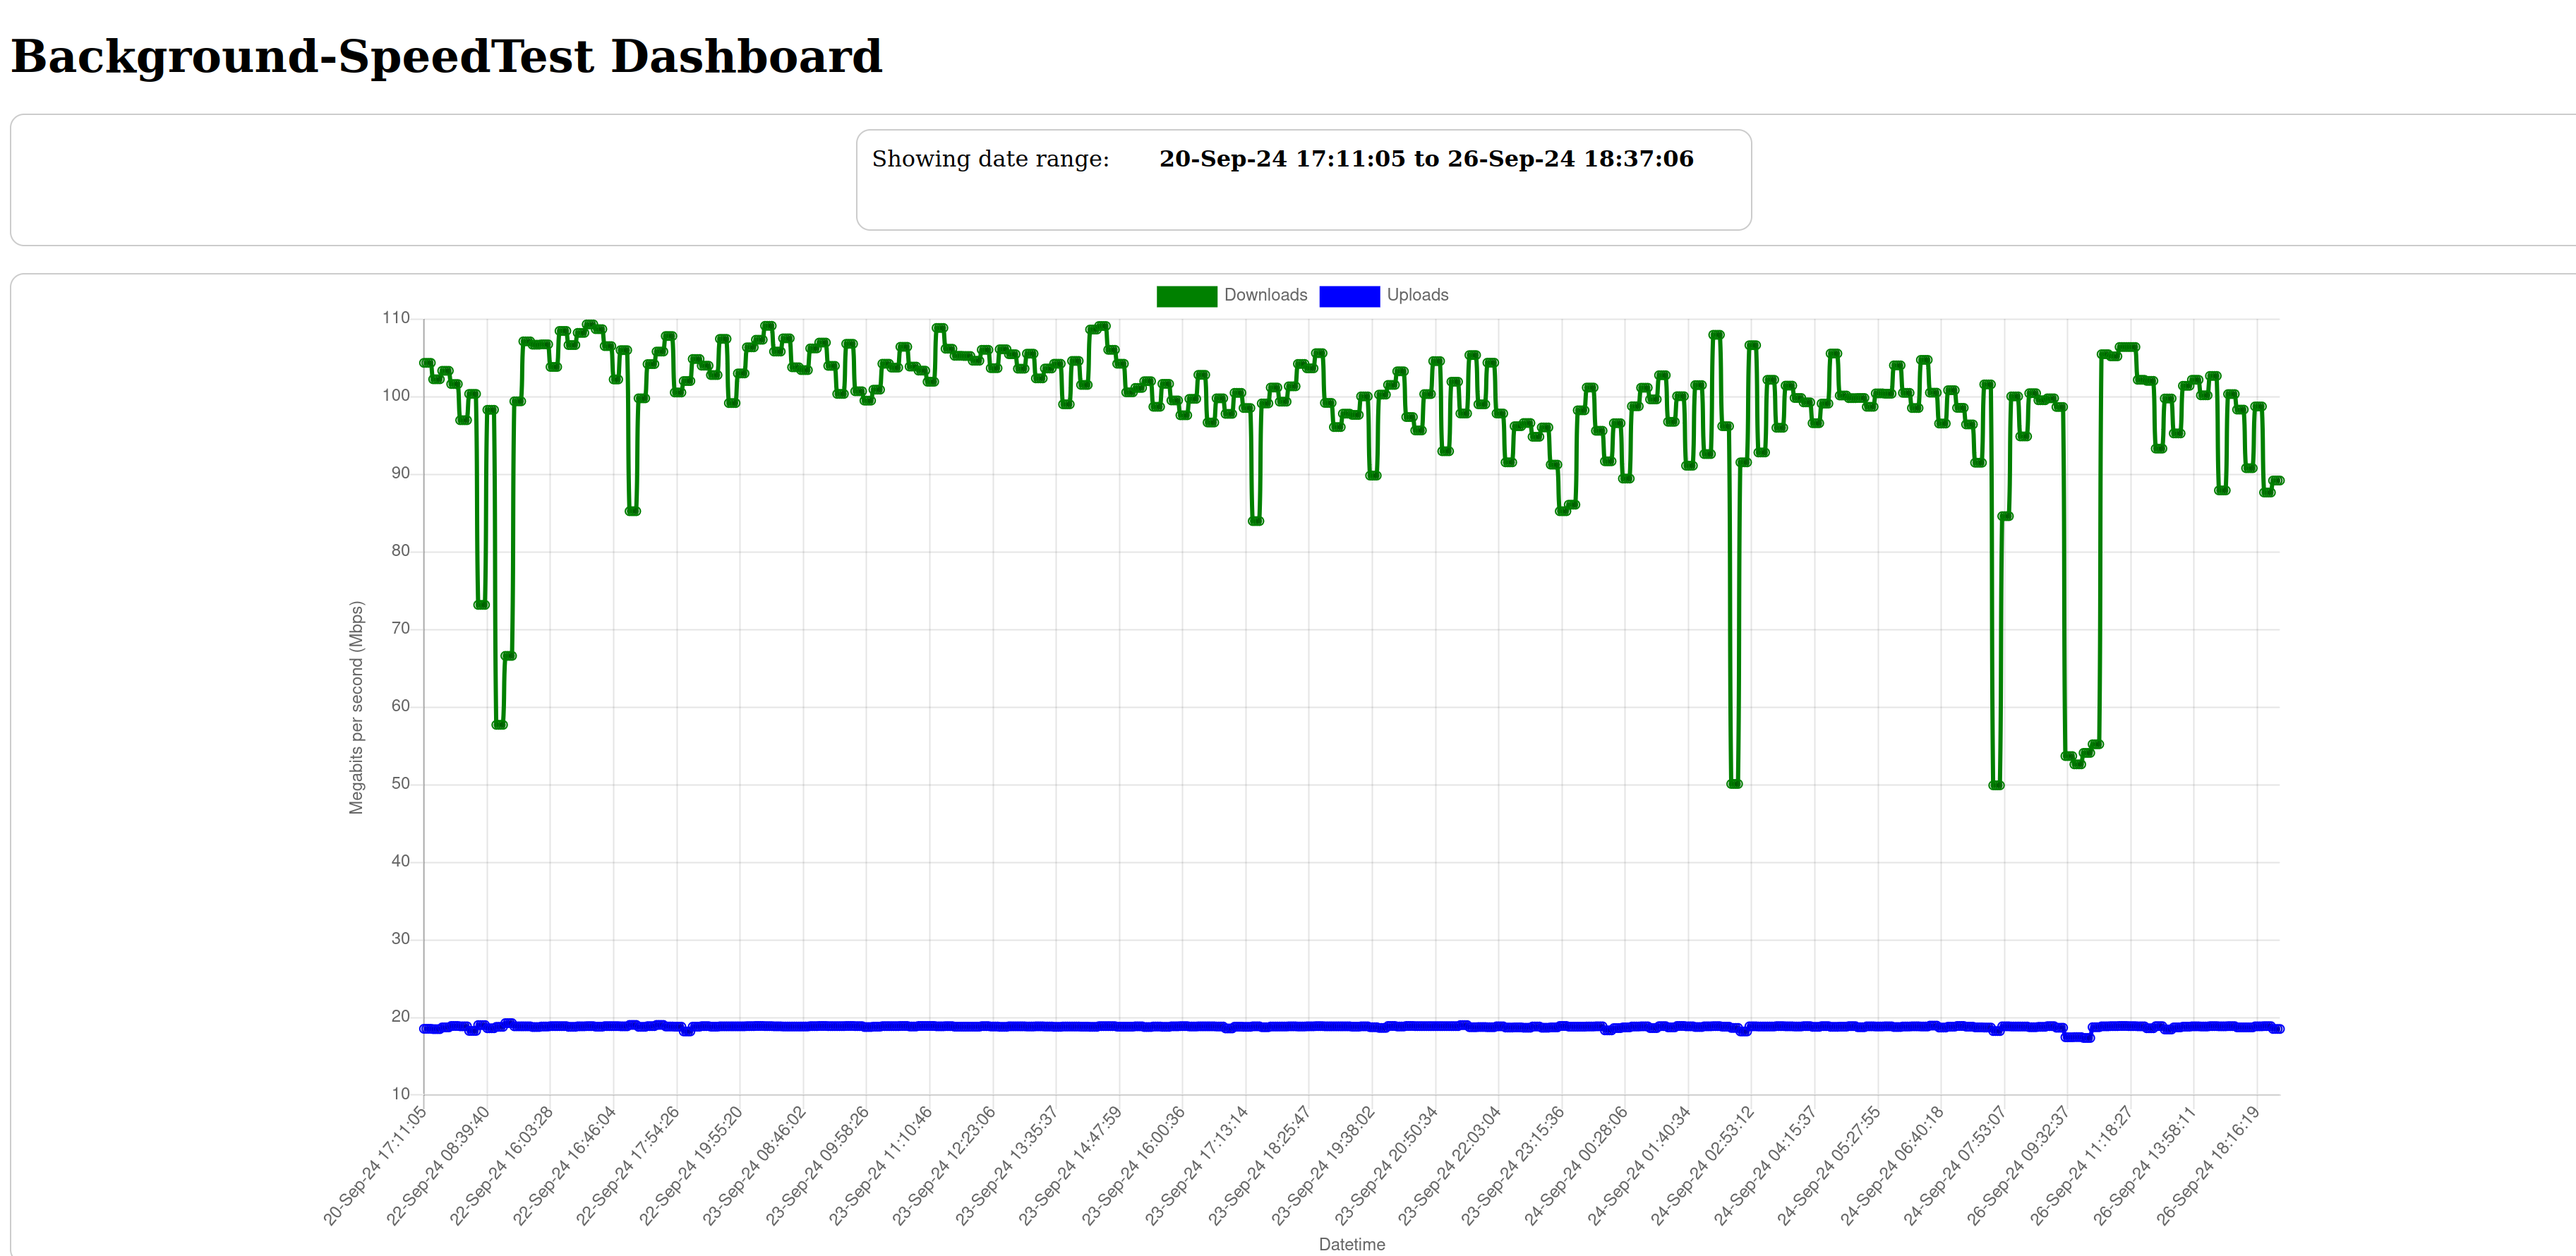 Background-SpeedTest Dashboard
Showing date range: 20-Sep-24 17:11:05 to 26-Sep-24 18:37:06
Downloads Uploads
110
100
90
80
70
60
50
40
30
20
10
Megabits per second (Mbps)
20-Sep-24 17:11:05
22-Sep-24 08:39:40
22-Sep-24 16:03:28
22-Sep-24 16:46:04
22-Sep-24 17:54:26
22-Sep-24 19:55:20
23-Sep-24 08:46:02
23-Sep-24 09:58:26
23-Sep-24 11:10:46
23-Sep-24 12:23:06
23-Sep-24 13:35:37
23-Sep-24 14:47:59
23-Sep-24 16:00:36
23-Sep-24 17:13:14
23-Sep-24 18:25:47
23-Sep-24 19:38:02
23-Sep-24 20:50:34
23-Sep-24 22:03:04
23-Sep-24 23:15:36
24-Sep-24 00:28:06
24-Sep-24 01:40:34
24-Sep-24 02:53:12
24-Sep-24 04:15:37
24-Sep-24 05:27:55
24-Sep-24 06:40:18
24-Sep-24 07:53:07
26-Sep-24 09:32:37
26-Sep-24 11:18:27
26-Sep-24 13:58:11
26-Sep-24 18:16:19
Datetime